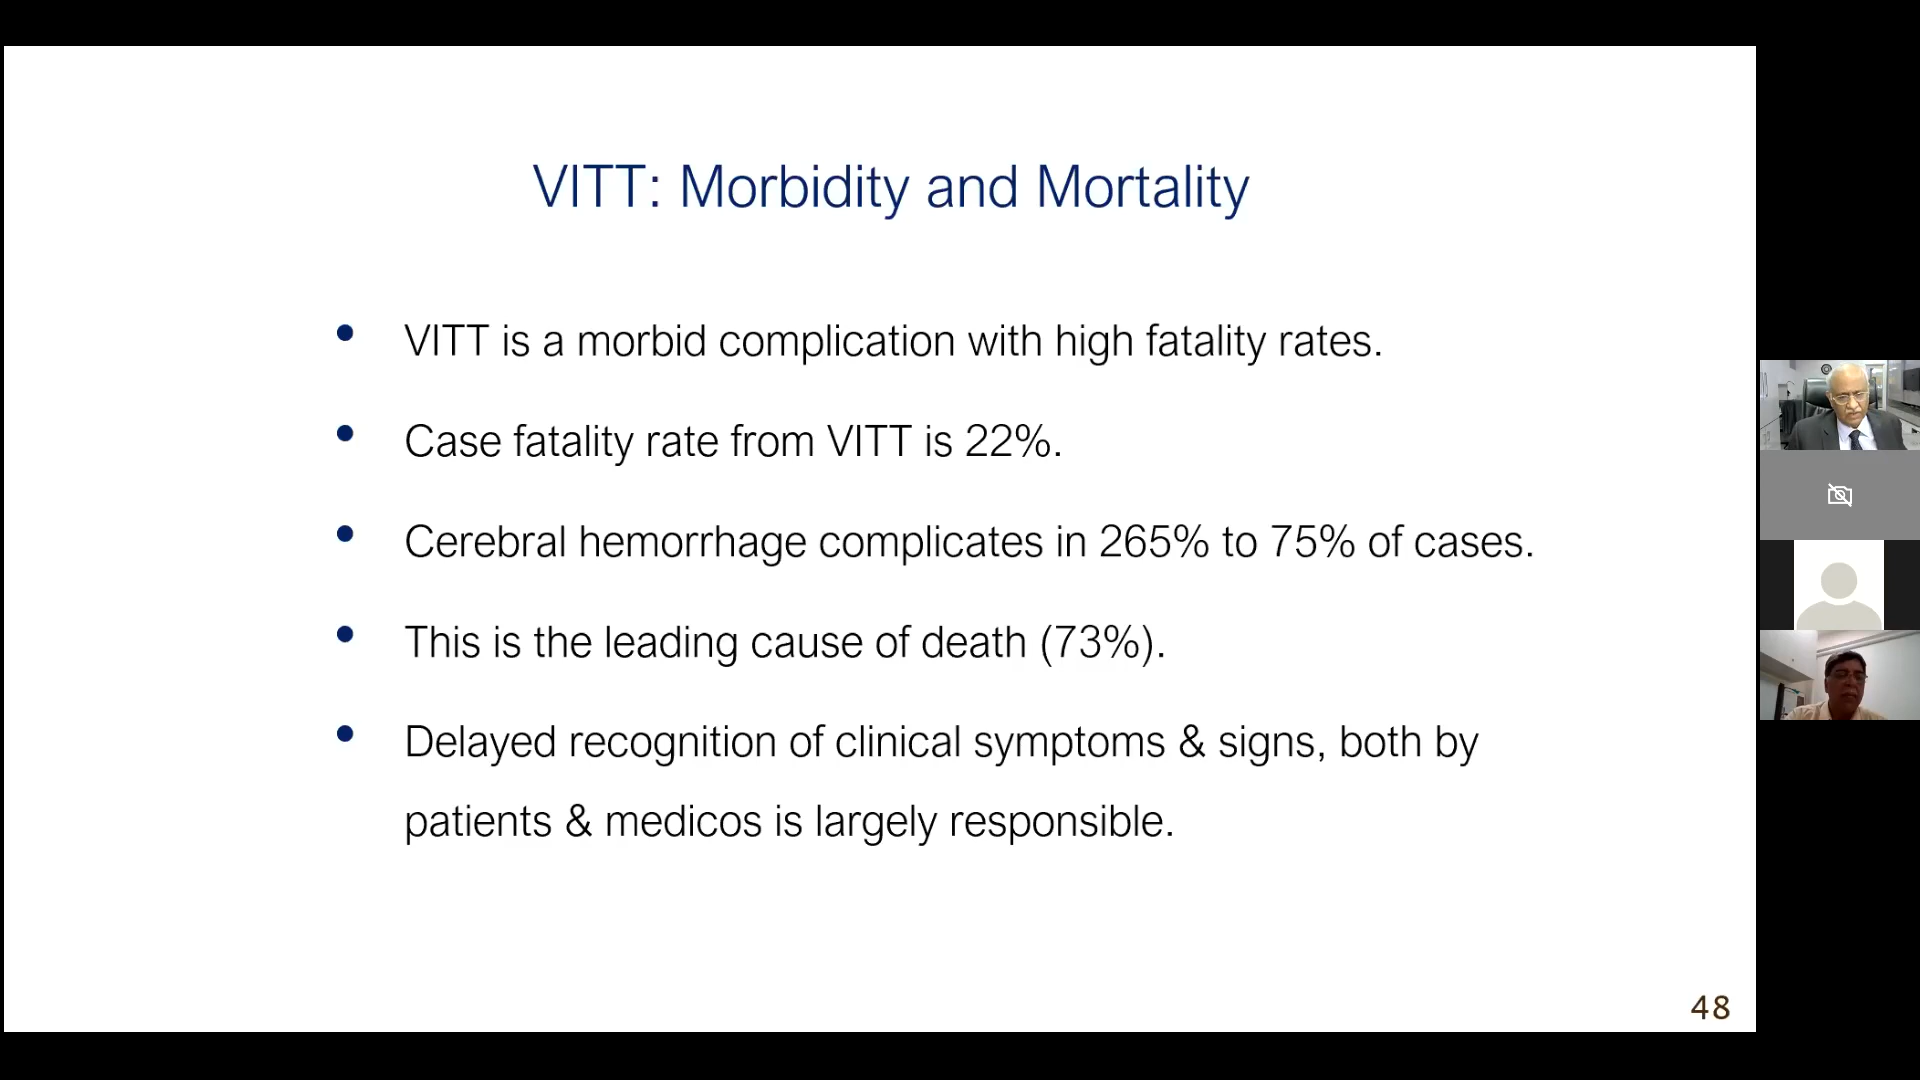 VITT: Morbidity and Mortality
• VITT is a morbid complication with high fatality rates.
• Case fatality rate from VITT is 22%.
• Cerebral hemorrhage complicates in 265% to 75% of cases.
• This is the leading cause of death (73%).
• Delayed recognition of clinical symptoms & signs, both by
patients & medicos is largely responsible.
48